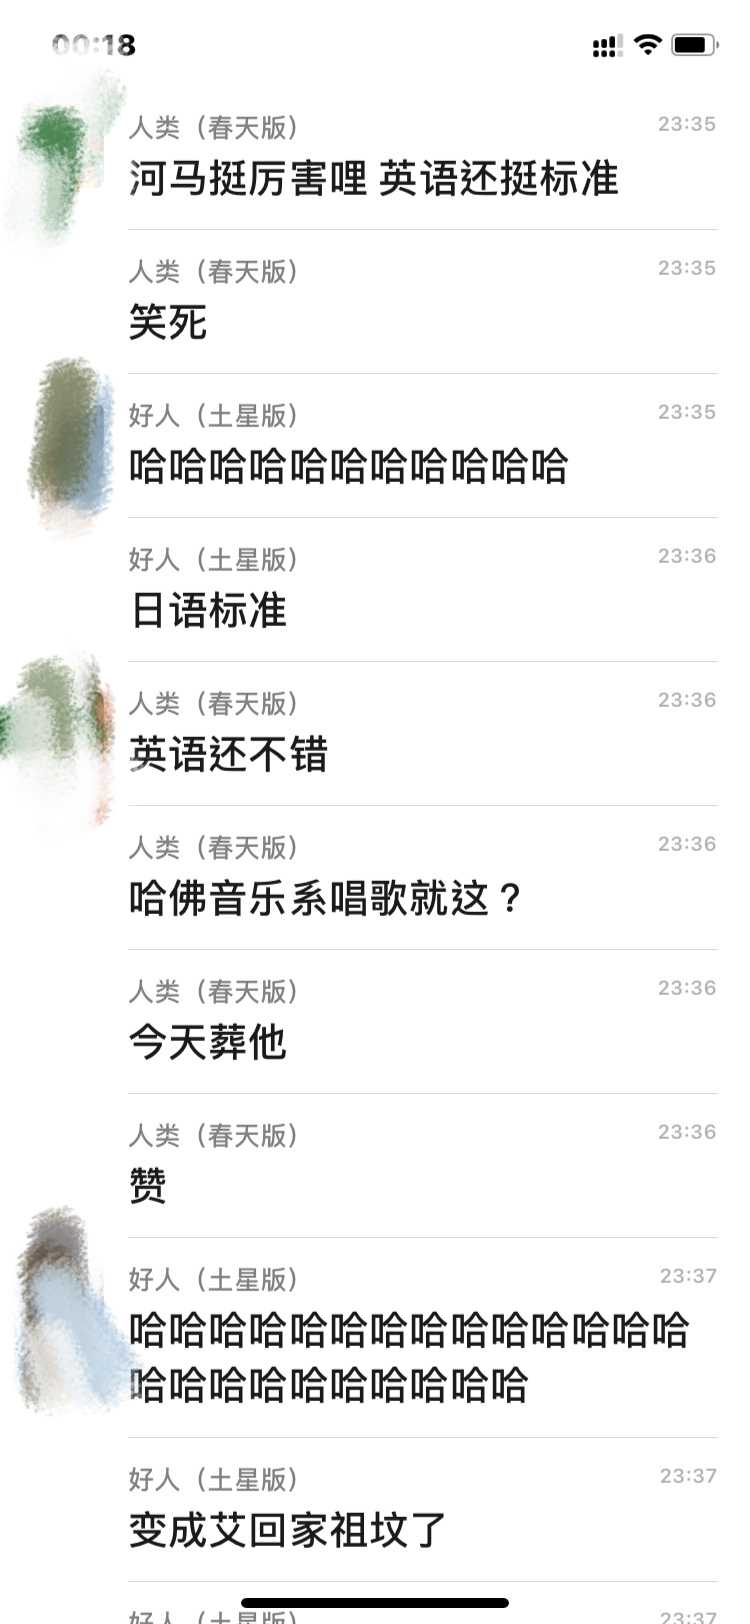 00:18
人类（春天版） 23:35
河马挺厉害哩 英语还挺标准
人类（春天版） 23:35
笑死
好人（土星版） 23:35
哈哈哈哈哈哈哈哈哈哈哈
好人（土星版） 23:36
日语标准
人类（春天版） 23:36
英语还不错
人类（春天版） 23:36
哈佛音乐系唱歌就这？
人类（春天版） 23:36
今天葬他
人类（春天版） 23:36
赞
好人（土星版） 23:37
哈哈哈哈哈哈哈哈哈哈哈哈哈哈
哈哈哈哈哈哈哈哈哈哈
好人（土星版） 23:37
变成艾回家祖坟了
好人（土星版） 23:37